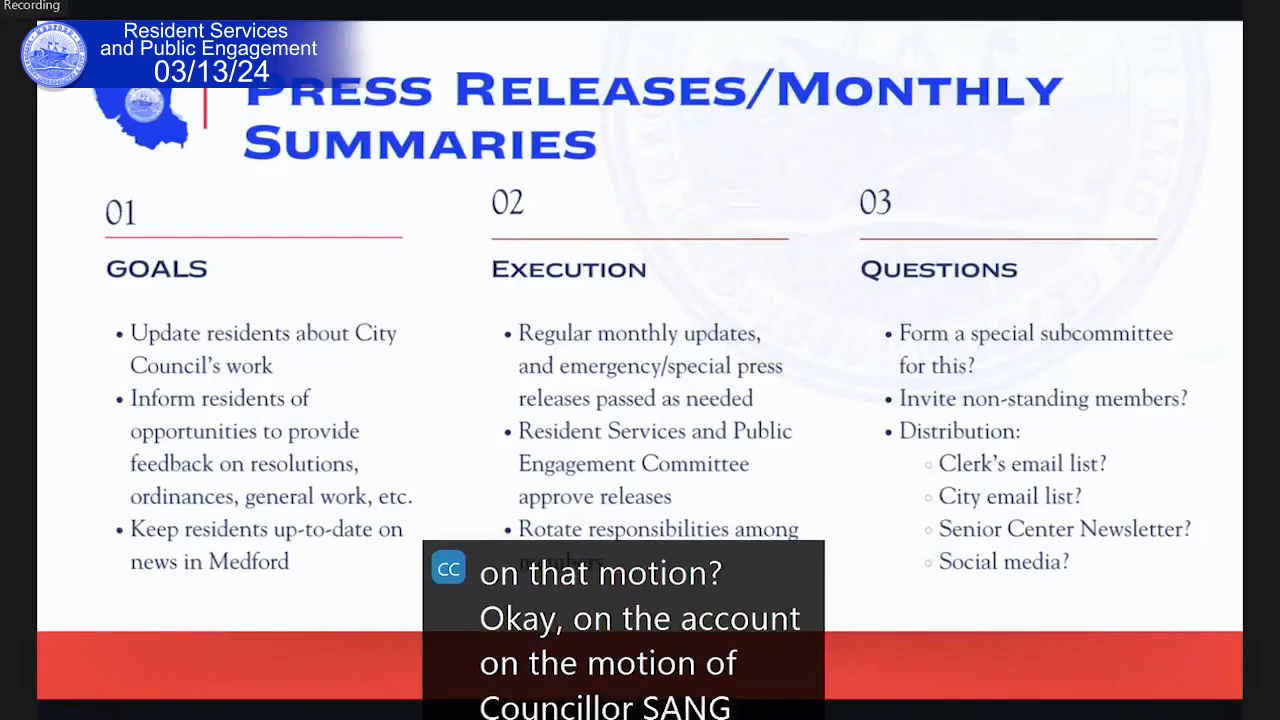 Recording
Resident Services
and Public Engagement
03/13/24
PRESS RELEASES/MONTHLY
SUMMARIES
01
GOALS
• Update residents about City
Council's work
• Inform residents of
opportunities to provide
feedback on resolutions,
ordinances, general work, etc.
• Keep residents up-to-date on
news in Medford
02
EXECUTION
• Regular monthly updates,
and emergency/special press
releases passed as needed
• Resident Services and Public
Engagement Committee
approve releases
• Rotate responsibilities among
members
03
QUESTIONS
• Form a special subcommittee
for this?
• Invite non-standing members?
• Distribution:
◦ Clerk's email list?
◦ City email list?
◦ Senior Center Newsletter?
◦ Social media?
CC
on that motion?
Okay, on the account
on the motion of
Councillor SANG